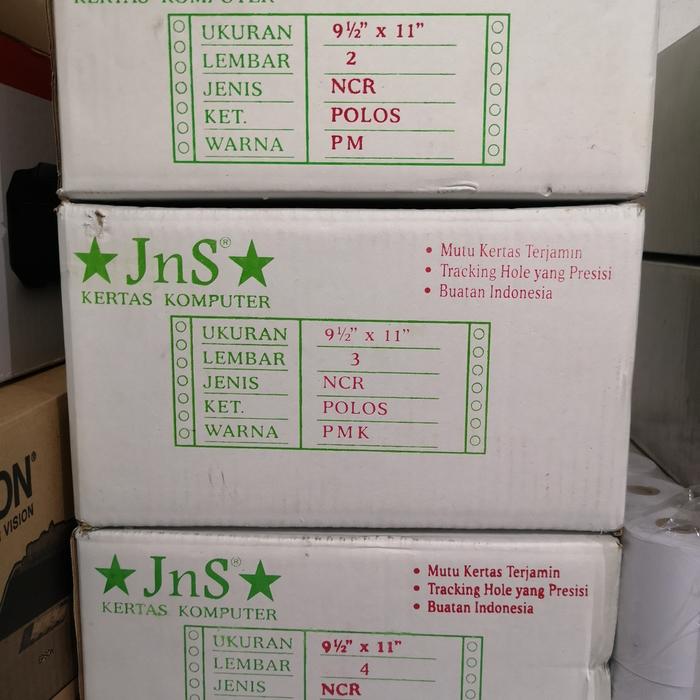 KERTAS KOMPUTER
UKURAN 9½" x 11"
LEMBAR 2
JENIS NCR
KET. POLOS
WARNA PM
★JnS®★
KERTAS KOMPUTER
• Mutu Kertas Terjamin
• Tracking Hole yang Presisi
• Buatan Indonesia
UKURAN 9½" x 11"
LEMBAR 3
JENIS NCR
KET. POLOS
WARNA PMK
ON®
VISION
★JnS®★
KERTAS KOMPUTER
• Mutu Kertas Terjamin
• Tracking Hole yang Presisi
• Buatan Indonesia
UKURAN 9½" x 11"
LEMBAR 4
JENIS NCR